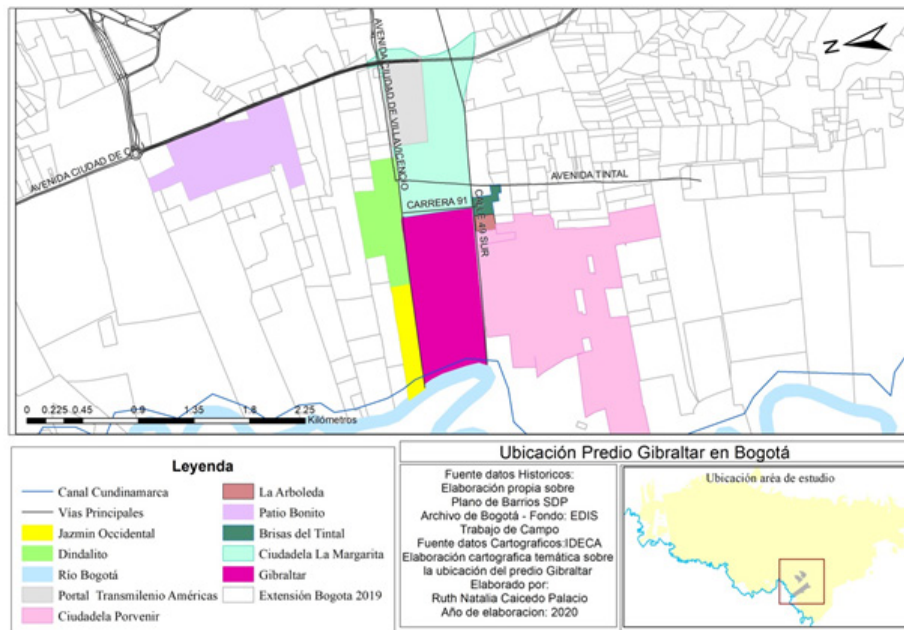 N
AVENIDA CIUDAD DE VILLAVICENCIO
AVENIDA CIUDAD DE C
AVENIDA TINTAL
CARRERA 91
CALLE 49 SUR
0 0.225 0.45 0.9 1.35 1.8 2.25
Kilómetros
Leyenda
Canal Cundinamarca
Vías Principales
Jazmin Occidental
Dindalito
Río Bogotá
Portal Transmilenio Américas
Ciudadela Porvenir
La Arboleda
Patio Bonito
Brisas del Tintal
Ciudadela La Margarita
Gibraltar
Extensión Bogota 2019
Ubicación Predio Gibraltar en Bogotá
Fuente datos Historicos:
Elaboración propia sobre
Plano de Barrios SDP
Archivo de Bogotá - Fondo: EDIS
Trabajo de Campo
Fuente datos Cartograficos:IDECA
Elaboración cartografica temática sobre
la ubicación del predio Gibraltar
Elaborado por:
Ruth Natalia Caicedo Palacio
Año de elaboracion: 2020
Ubicación aréa de estudio